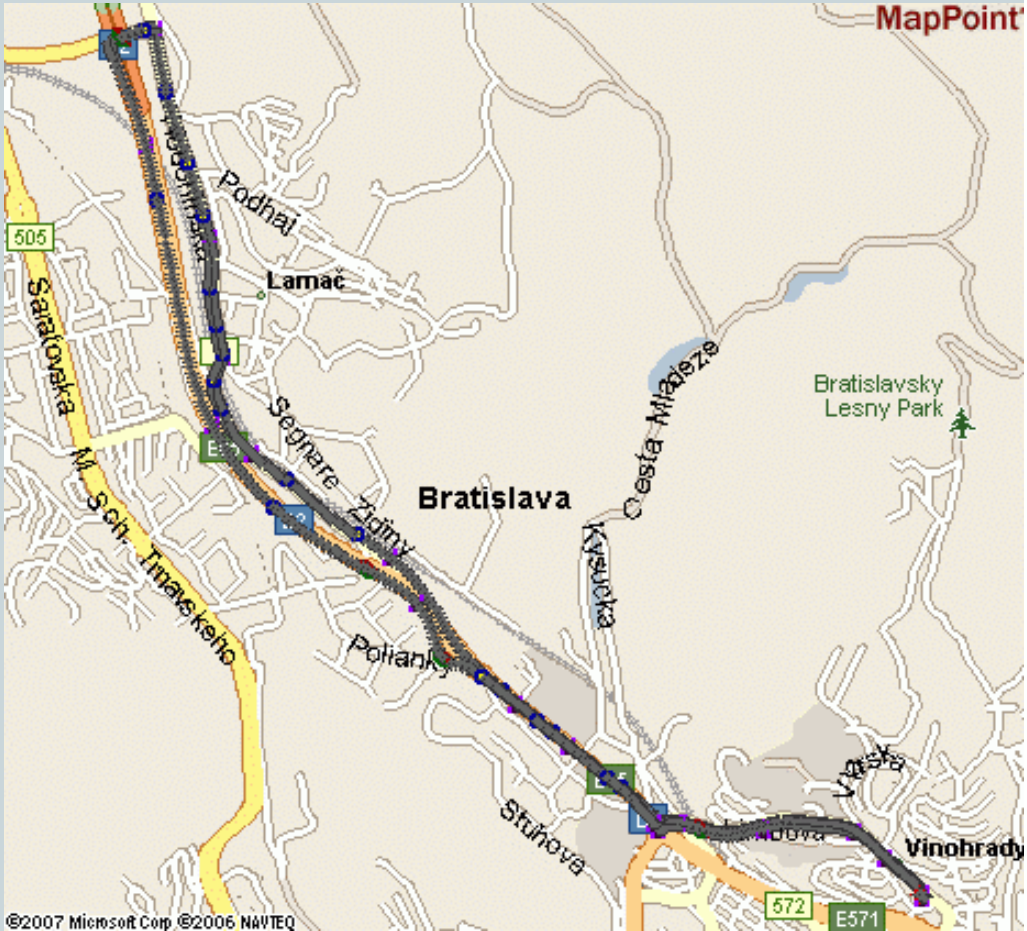 MapPoint
Podhaj
505
Lamač
Saratovska
Cesta Mladeze
Bratislavsky
Lesny Park
Segnare
Zidiny
Bratislava
M. Sch. Trnavskeho
Kysucka
Polianky
Stuhova
Vinohrady
572
E571
©2007 Microsoft Corp ©2006 NAVTEQ